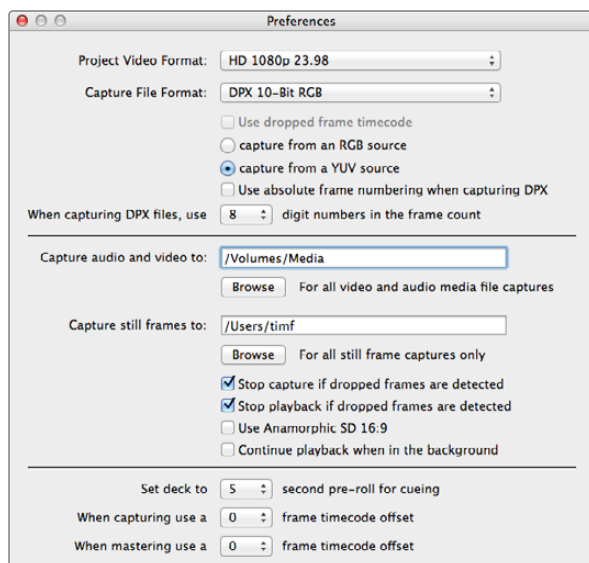 Preferences
Project Video Format: HD 1080p 23.98
Capture File Format: DPX 10-Bit RGB
Use dropped frame timecode
capture from an RGB source
capture from a YUV source
Use absolute frame numbering when capturing DPX
When capturing DPX files, use 8 digit numbers in the frame count
Capture audio and video to: /Volumes/Media
Browse For all video and audio media file captures
Capture still frames to: /Users/timf
Browse For all still frame captures only
Stop capture if dropped frames are detected
Stop playback if dropped frames are detected
Use Anamorphic SD 16:9
Continue playback when in the background
Set deck to 5 second pre-roll for cueing
When capturing use a 0 frame timecode offset
When mastering use a 0 frame timecode offset